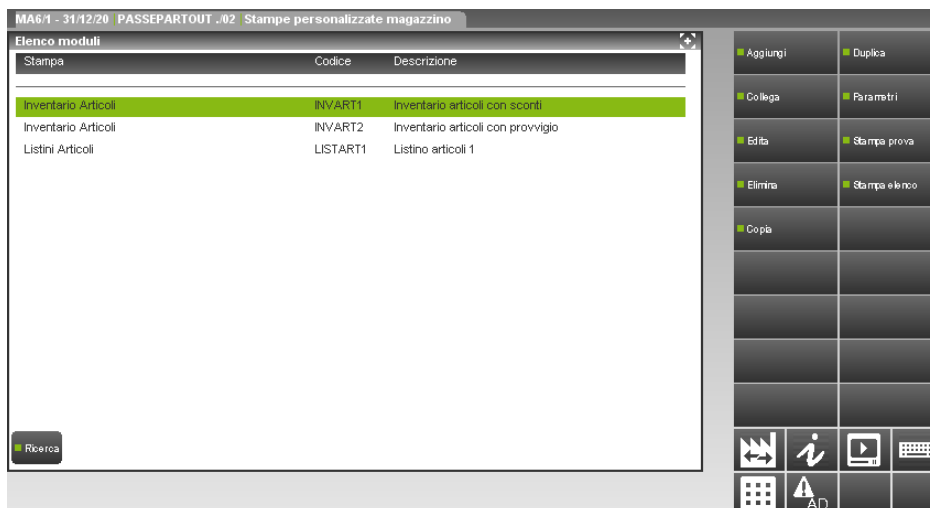 MA6/1 - 31/12/20 PASSEPARTOUT ./02 Stampe personalizzate magazzino
Elenco moduli
Stampa Codice Descrizione
Inventario Articoli INVART1 Inventario articoli con sconti
Inventario Articoli INVART2 Inventario articoli con provvigio
Listini Articoli LISTART1 Listino articoli 1
Ricerca
Aggiungi Duplica
Collega Parametri
Edita Stampa prova
Elimina Stampa elenco
Copia
AD